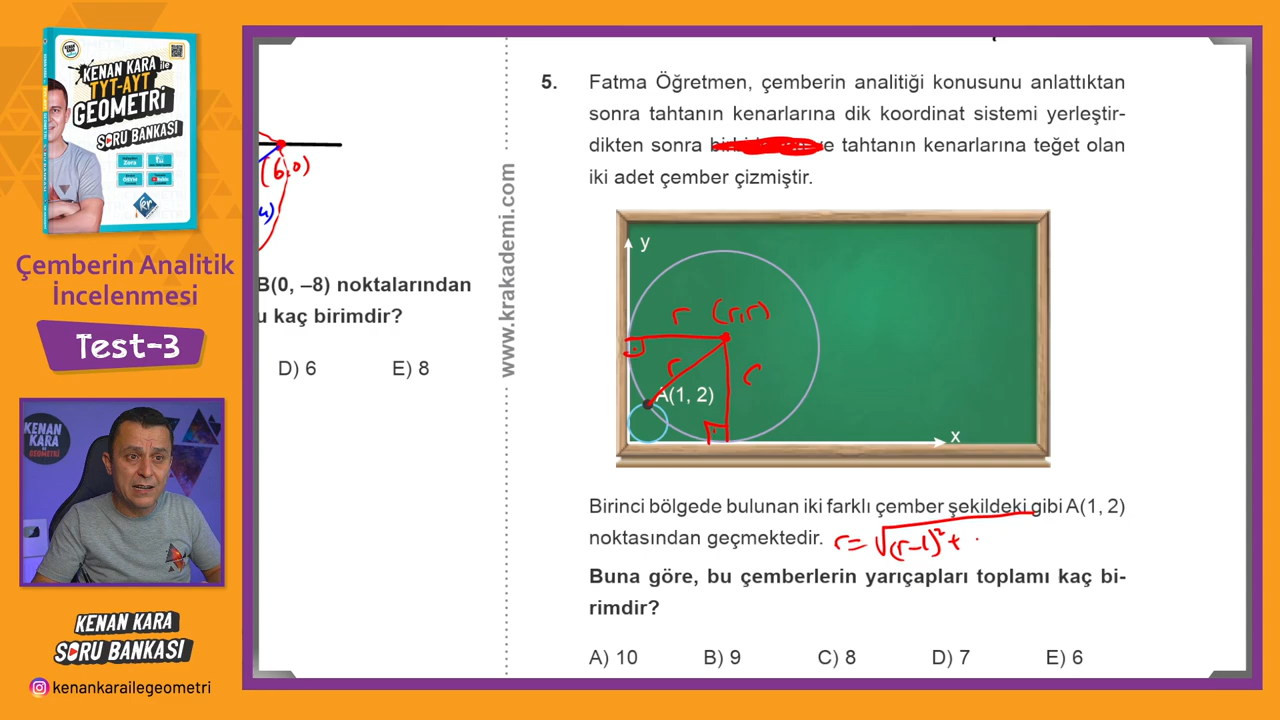 KENAN KARA ile
TYT-AYT
GEOMETRİ
SORU BANKASI
Çemberin Analitik
İncelenmesi
Test-3
KENAN
KARA
GEOMETRİ
KENAN KARA
SORU BANKASI
kenankarailegeometri
(6,0)
B(0, –8) noktalarından
u kaç birimdir?
D) 6 E) 8
www.krakademi.com
5. Fatma Öğretmen, çemberin analitiği konusunu anlattıktan
sonra tahtanın kenarlarına dik koordinat sistemi yerleştir-
dikten sonra ve tahtanın kenarlarına teğet olan
iki adet çember çizmiştir.
y
r (r,r)
r r
A(1, 2)
x
Birinci bölgede bulunan iki farklı çember şekildeki gibi A(1, 2)
noktasından geçmektedir. r=√(r-1)²+
Buna göre, bu çemberlerin yarıçapları toplamı kaç bi-
rimdir?
A) 10 B) 9 C) 8 D) 7 E) 6